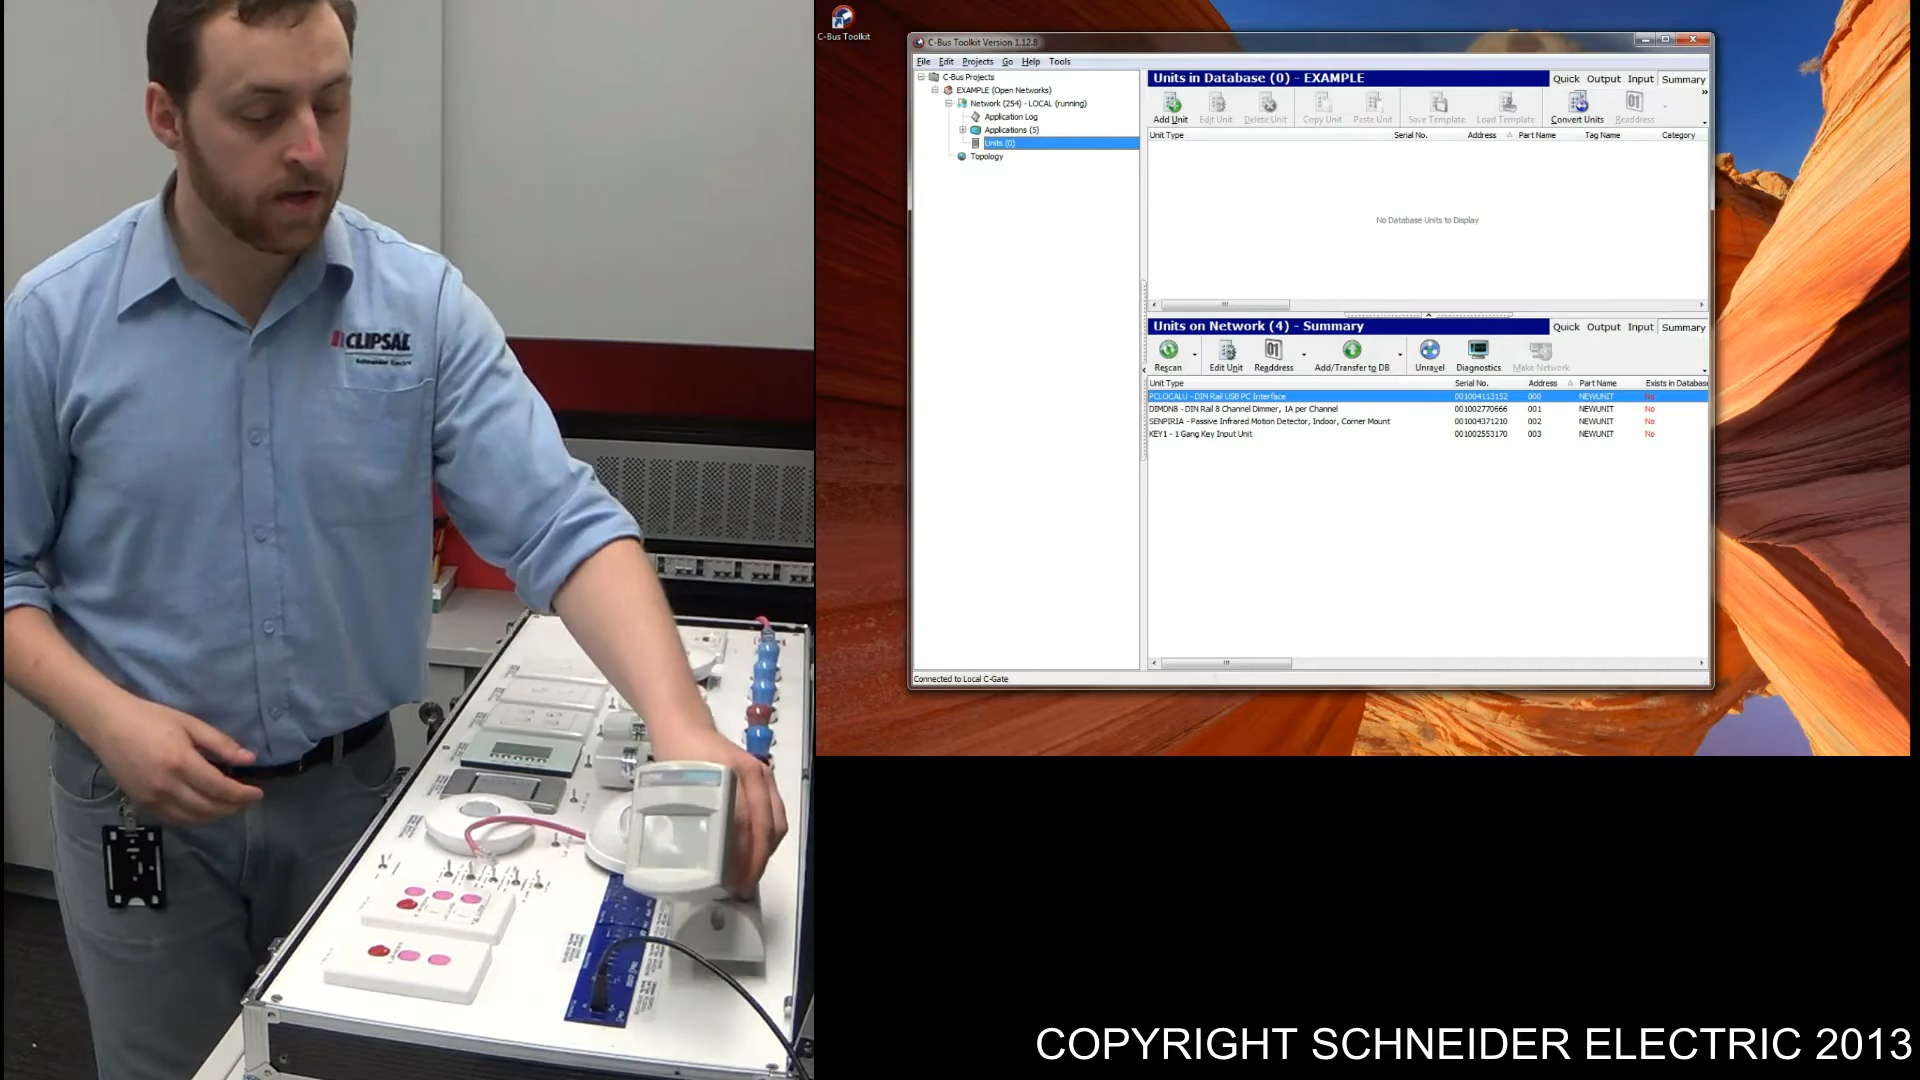 CLIPSAL
C-Bus Toolkit
C-Bus Toolkit Version 1.12.8
File Edit Projects Go Help Tools
C-Bus Projects
EXAMPLE (Open Networks)
Network (254) - LOCAL (running)
Application Log
Applications (5)
Units (0)
Topology
Units in Database (0) - EXAMPLE
Quick Output Input Summary
Add Unit Edit Unit Delete Unit Copy Unit Paste Unit Save Template Load Template Convert Units Readdress
Unit Type Serial No. Address Part Name Tag Name Category
No Database Units to Display
Units on Network (4) - Summary
Quick Output Input Summary
Rescan Edit Unit Readdress Add/Transfer to DB Unravel Diagnostics Make Network
Unit Type Serial No. Address Part Name Exists in Database
PCLOCALU - DIN Rail USB PC Interface 001004113152 000 NEWUNIT No
DIMDN8 - DIN Rail 8 Channel Dimmer, 1A per Channel 001002770666 001 NEWUNIT No
SENPIRIA - Passive Infrared Motion Detector, Indoor, Corner Mount 001004371210 002 NEWUNIT No
KEY1 - 1 Gang Key Input Unit 001002553170 003 NEWUNIT No
Connected to Local C-Gate
COPYRIGHT SCHNEIDER ELECTRIC 2013